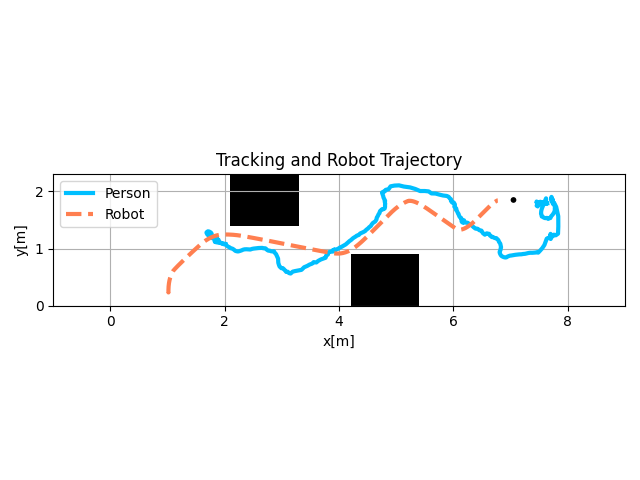 Tracking and Robot Trajectory
Person
Robot
y[m]
2
1
0
0 2 4 6 8
x[m]